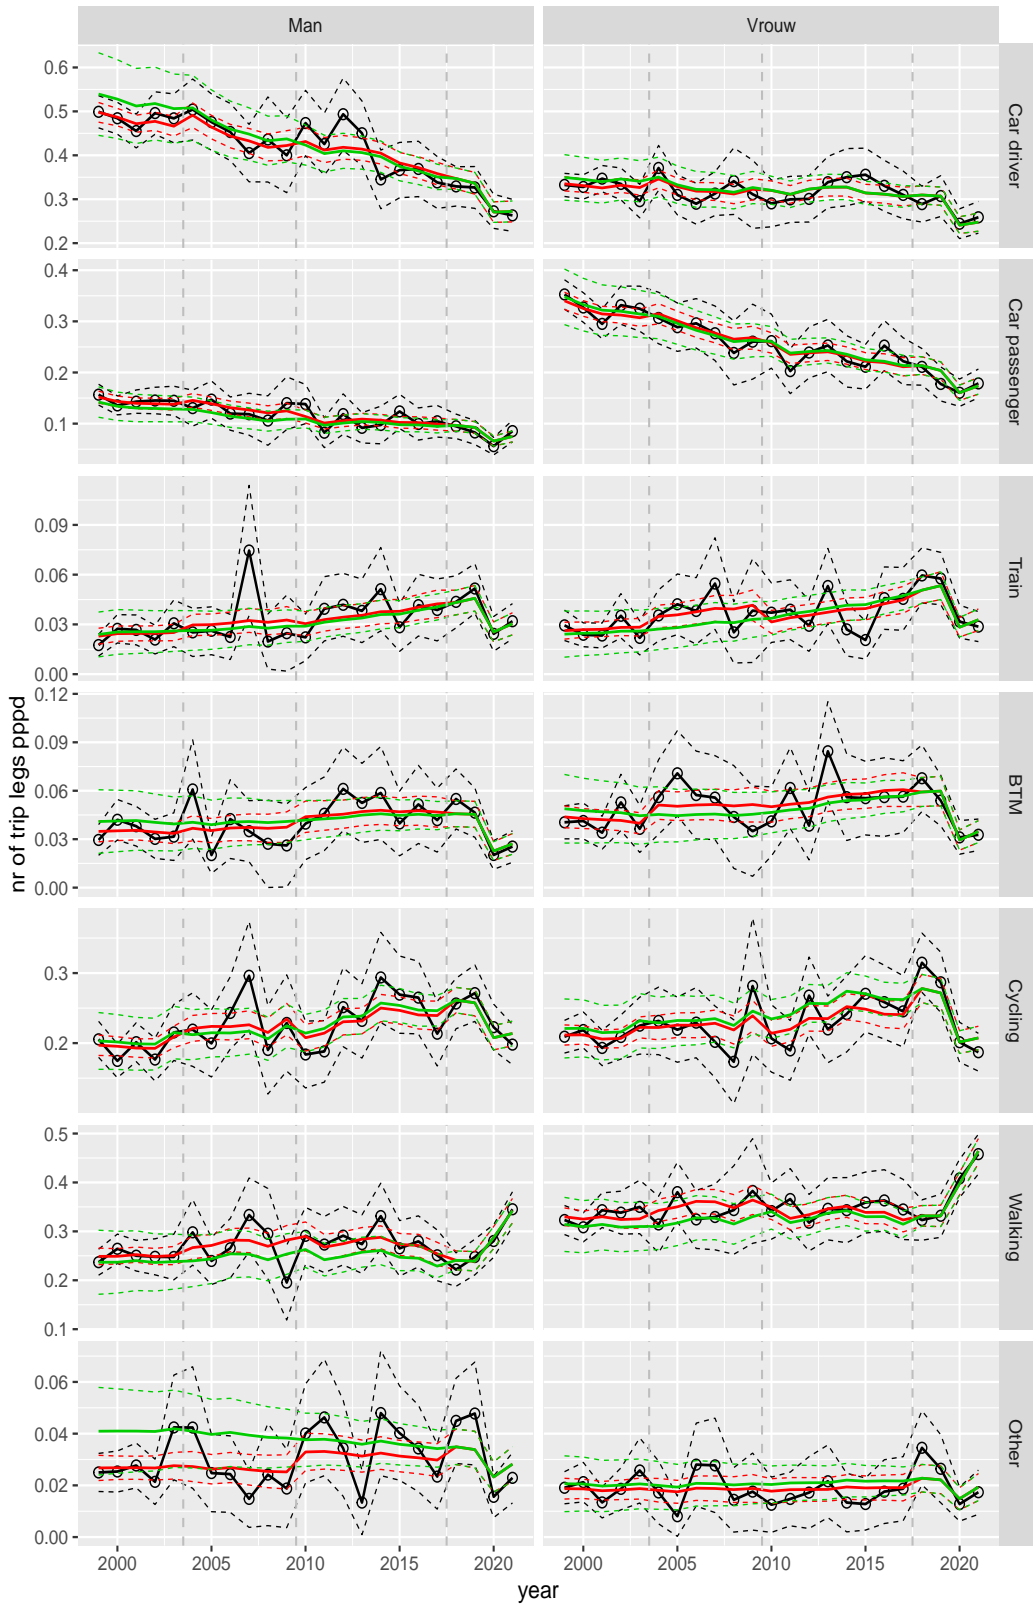 Man Vrouw
0.6
0.5
0.4
0.3
0.2
Car driver
0.4
0.3
0.2
0.1
Car passenger
0.09
0.06
0.03
0.00
Train
0.12
0.09
0.06
0.03
0.00
BTM
0.3
0.2
Cycling
0.5
0.4
0.3
0.2
0.1
Walking
0.06
0.04
0.02
0.00
Other
nr of trip legs pppd
2000 2005 2010 2015 2020 2000 2005 2010 2015 2020
year